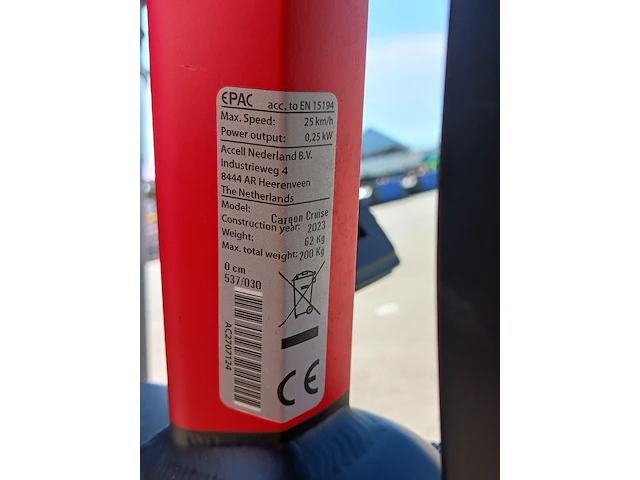 EPAC acc. to EN 15194
Max. Speed: 25 km/h
Power output: 0,25 kW
Accell Nederland B.V.
Industrieweg 4
8444 AR Heerenveen
The Netherlands
Model: Carqon Cruise
Construction year: 2023
Weight: 62 Kg
Max. total weight: 200 Kg
0 cm
537/030
AC2707124
CE